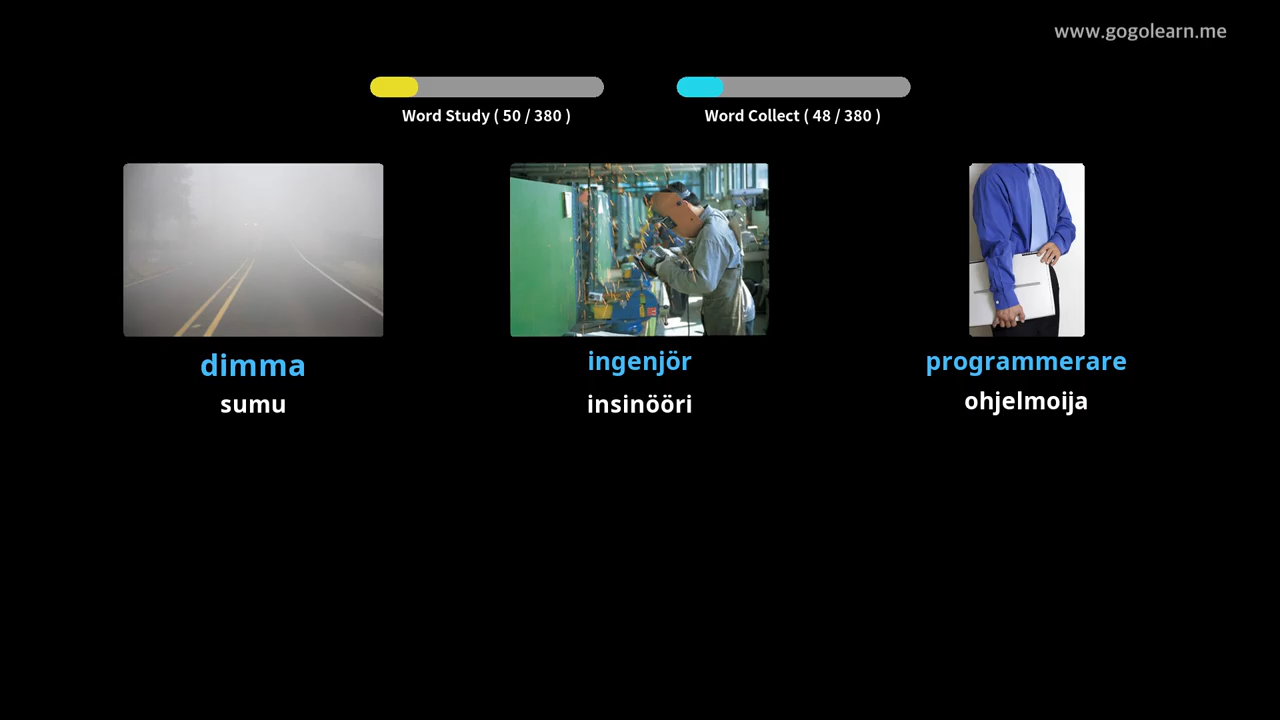 www.gogolearn.me
Word Study ( 50 / 380 )
Word Collect ( 48 / 380 )
dimma
sumu
ingenjör
insinööri
programmerare
ohjelmoija